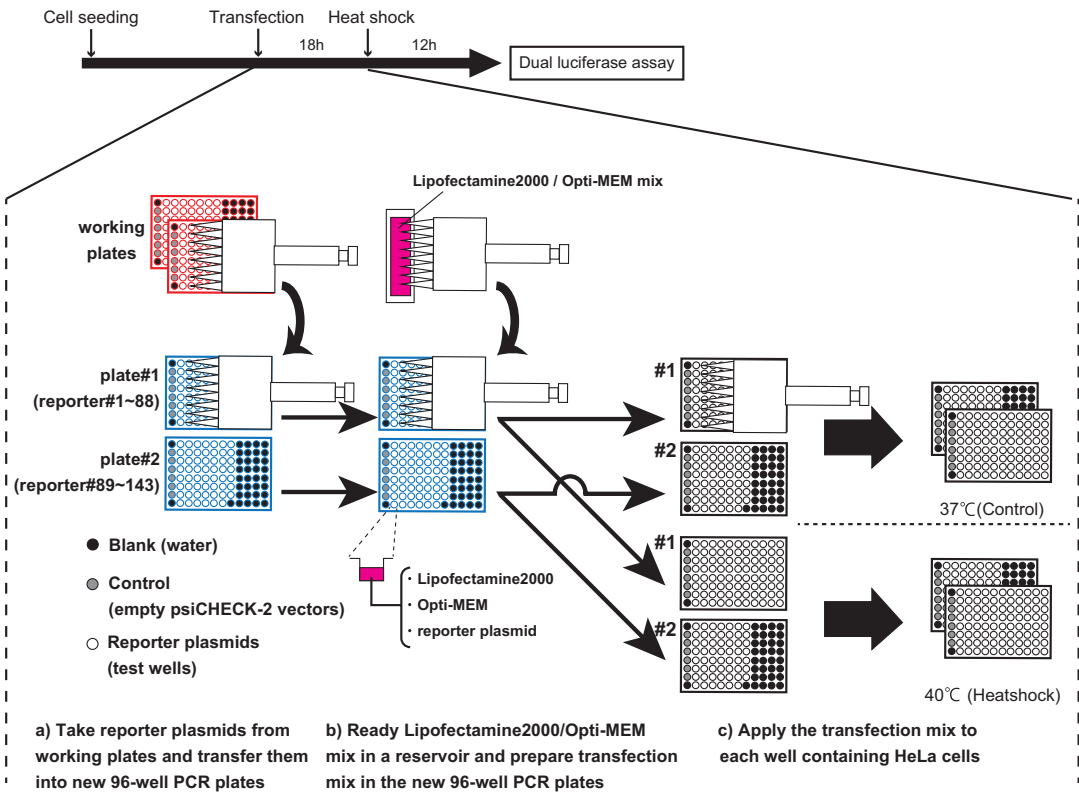 Cell seeding
Transfection
Heat shock
18h
12h
Dual luciferase assay
Lipofectamine2000 / Opti-MEM mix
working
plates
plate#1
(reporter#1~88)
plate#2
(reporter#89~143)
#1
#2
37℃(Control)
#1
#2
40℃ (Heatshock)
Blank (water)
Control
(empty psiCHECK-2 vectors)
Reporter plasmids
(test wells)
· Lipofectamine2000
· Opti-MEM
· reporter plasmid
a) Take reporter plasmids from
working plates and transfer them
into new 96-well PCR plates
b) Ready Lipofectamine2000/Opti-MEM
mix in a reservoir and prepare transfection
mix in the new 96-well PCR plates
c) Apply the transfection mix to
each well containing HeLa cells